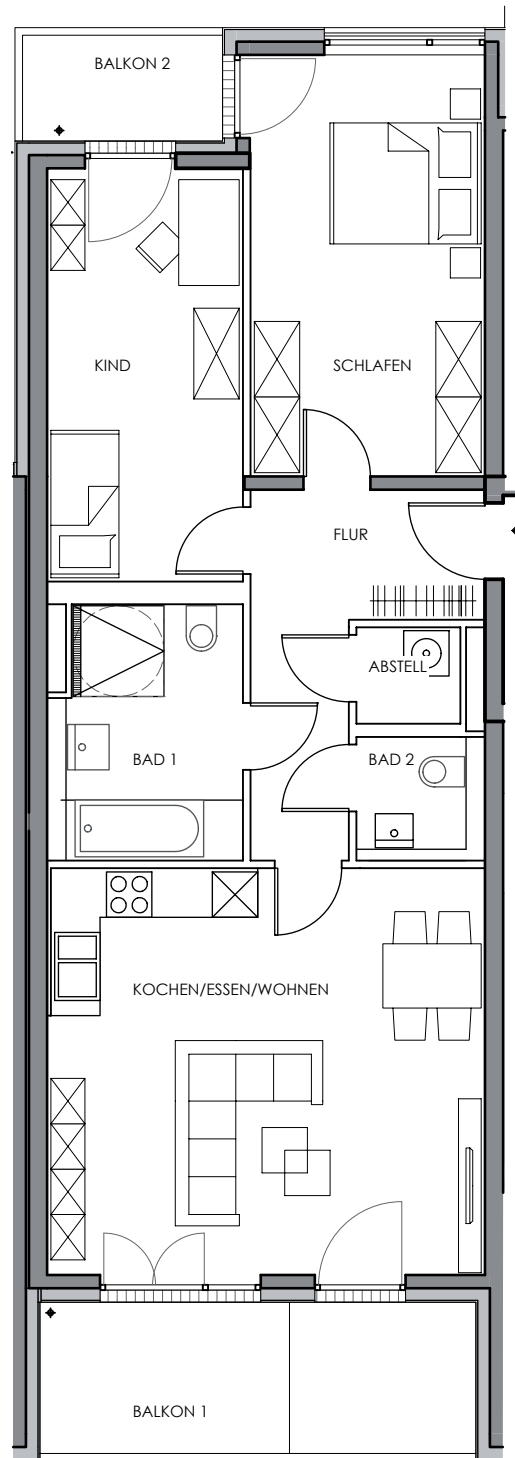 BALKON 2
KIND
SCHLAFEN
FLUR
ABSTELL
BAD 1
BAD 2
KOCHEN/ESSEN/WOHNEN
BALKON 1